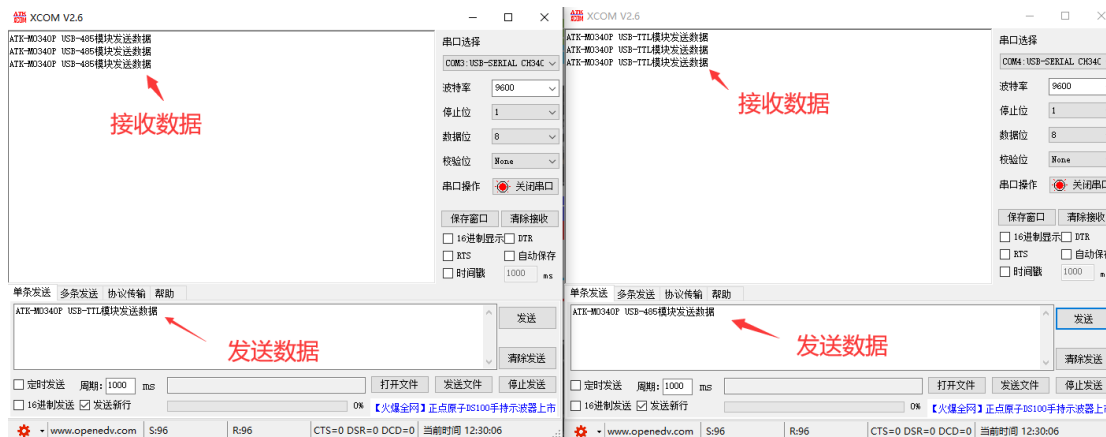 XCOM V2.6
ATK-MO340P USB-485模块发送数据
ATK-MO340P USB-485模块发送数据
ATK-MO340P USB-485模块发送数据
接收数据
串口选择
COM3:USB-SERIAL CH34C
波特率 9600
停止位 1
数据位 8
校验位 None
串口操作 关闭串口
保存窗口 清除接收
16进制显示 DTR
RTS 自动保存
时间戳 1000 ms
单条发送 多条发送 协议传输 帮助
ATK-MO340P USB-TTL模块发送数据
发送数据
发送
清除发送
定时发送 周期: 1000 ms 打开文件 发送文件 停止发送
16进制发送 发送新行 0% 【火爆全网】正点原子DS100手持示波器上市
www.openedv.com S:96 R:96 CTS=0 DSR=0 DCD=0 当前时间 12:30:06
XCOM V2.6
ATK-MO340P USB-TTL模块发送数据
ATK-MO340P USB-TTL模块发送数据
ATK-MO340P USB-TTL模块发送数据
接收数据
串口选择
COM4:USB-SERIAL CH34C
波特率 9600
停止位 1
数据位 8
校验位 None
串口操作 关闭串口
保存窗口 清除接收
16进制显示 DTR
RTS 自动保存
时间戳 1000
单条发送 多条发送 协议传输 帮助
ATK-MO340P USB-485模块发送数据
发送数据
发送
清除发送
定时发送 周期: 1000 ms 打开文件 发送文件 停止发送
16进制发送 发送新行 0% 【火爆全网】正点原子DS100手持示波器上市
www.openedv.com S:96 R:96 CTS=0 DSR=0 DCD=0 当前时间 12:30:06